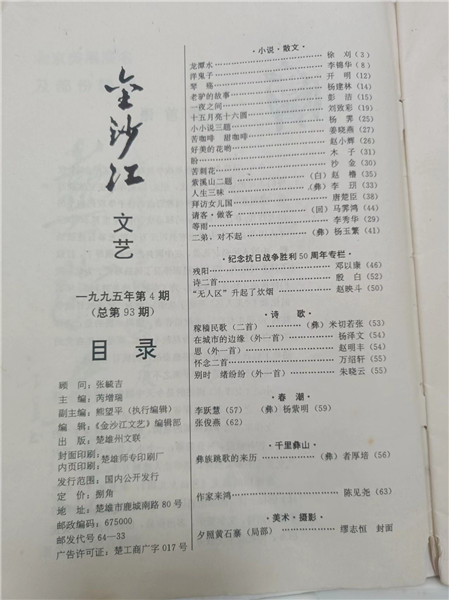 金沙江
文艺
一九九五年第4期
(总第93期)
目录
顾 问:张毓吉
主 编:芮增瑞
副主编:熊望平(执行编辑)
编 辑:《金沙江文艺》编辑部
出 版:楚雄州文联
封面印刷:楚雄师专印刷厂
内页印刷:
发行范围:国内公开发行
定 价:捌角
地 址:楚雄市鹿城南路80号
邮政编码:675000
邮发代号64—33
广告许可证:楚工商广字017号
·小说·散文·
龙潭水 徐 刈(2)
洋鬼子 李锦华(8)
开 明(12)
老驴的故事 杨建林(14)
一夜之间 彭 洁(15)
十五月亮十六圆 刘致彩(19)
小小说三题 杨 霁(25)
苦咖啡 甜咖啡 姜晓燕(27)
好美的花哟 赵小辉(26)
盼 木 子(31)
苦刺花 沙 金(30)
紫溪山二题 (白)赵 橹(35)
人生三味 (彝)李 𬀩(33)
拜访女儿国 唐楚臣(38)
请客·做客 (回)马霁鸿(44)
等雨 李秀华(29)
二弟、对不起 (彝)杨玉繁(41)
·纪念抗日战争胜利50周年专栏·
残阳 邓以康(46)
诗二首 殷 白(52)
“无人区”升起了炊烟 赵映斗(50)
·诗 歌·
稼穑民歌(二首) (彝)米切若张(53)
在城市的边缘(外一首) 杨泽文(54)
思(外一首) 赵明丰(54)
怀念二首 万绍轩(55)
别时 绪纷纷(外一首) 朱晓云(55)
·春 潮·
李跃慧(57) (彝)杨紫明(59)
张俊燕(62)
·千里彝山·
彝族跳歌的来历 (彝)者厚培(56)
作家来鸿 陈见尧(63)
·美术·摄影·
夕照黄石寨(局部) 缪志恒 封面